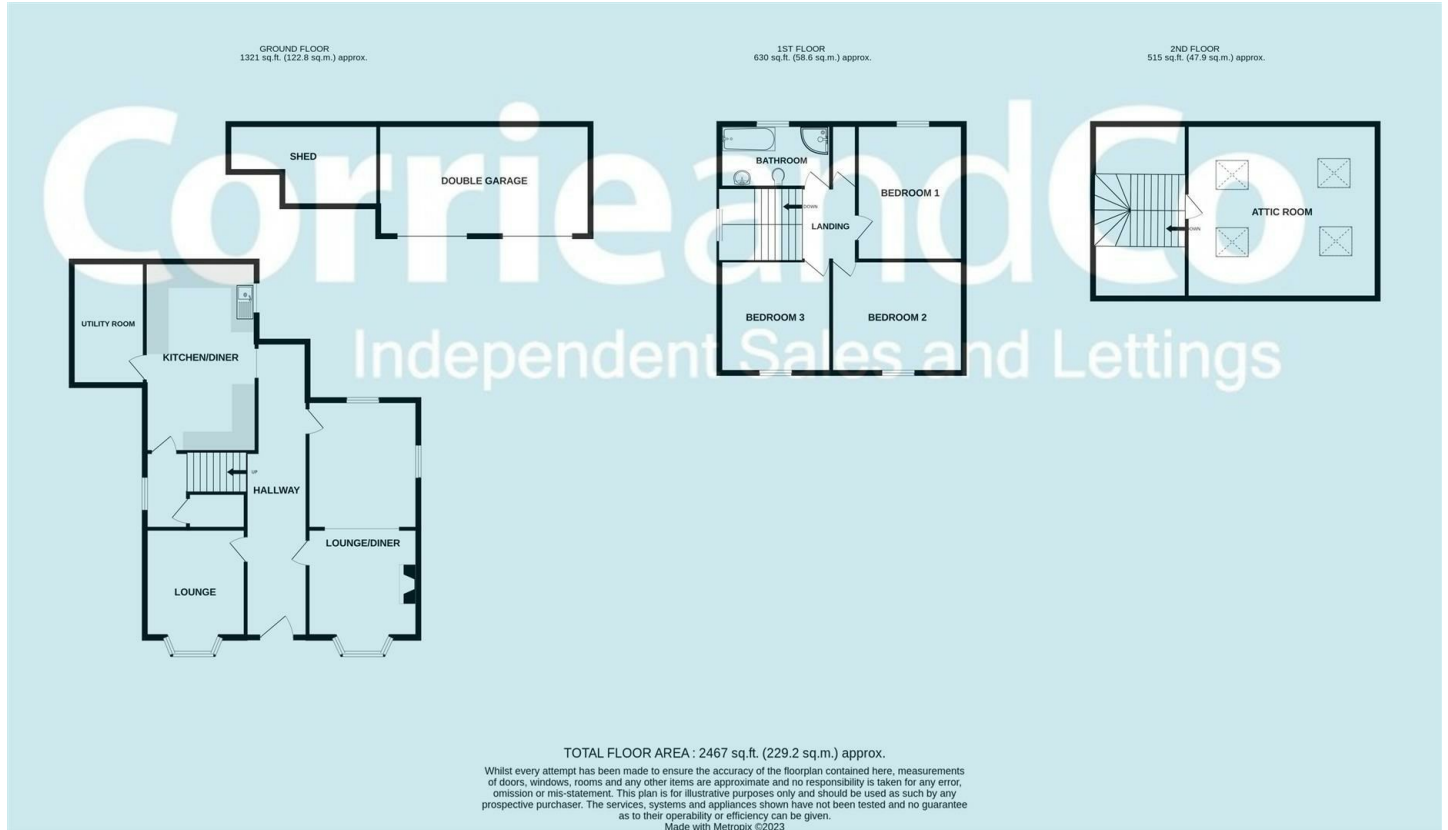 GROUND FLOOR
1321 sq.ft. (122.8 sq.m.) approx.
1ST FLOOR
630 sq.ft. (58.6 sq.m.) approx.
2ND FLOOR
515 sq.ft. (47.9 sq.m.) approx.
CorrieandCo
Independent Sales and Lettings
SHED
DOUBLE GARAGE
UTILITY ROOM
KITCHEN/DINER
UP
HALLWAY
LOUNGE/DINER
LOUNGE
BATHROOM
BEDROOM 1
DOWN
LANDING
BEDROOM 3
BEDROOM 2
ATTIC ROOM
DOWN
TOTAL FLOOR AREA : 2467 sq.ft. (229.2 sq.m.) approx.
Whilst every attempt has been made to ensure the accuracy of the floorplan contained here, measurements
of doors, windows, rooms and any other items are approximate and no responsibility is taken for any error,
omission or mis-statement. This plan is for illustrative purposes only and should be used as such by any
prospective purchaser. The services, systems and appliances shown have not been tested and no guarantee
as to their operability or efficiency can be given.
Made with Metropix ©2023